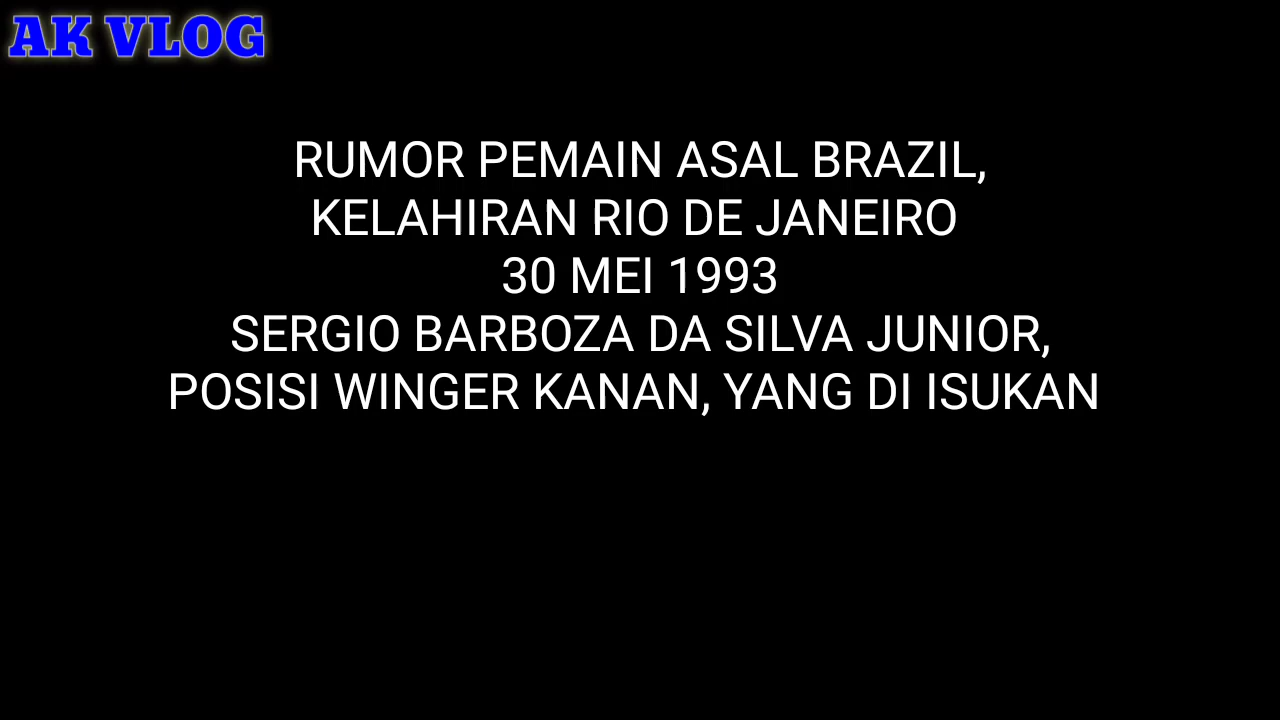 AK VLOG
RUMOR PEMAIN ASAL BRAZIL,
KELAHIRAN RIO DE JANEIRO
30 MEI 1993
SERGIO BARBOZA DA SILVA JUNIOR,
POSISI WINGER KANAN, YANG DI ISUKAN